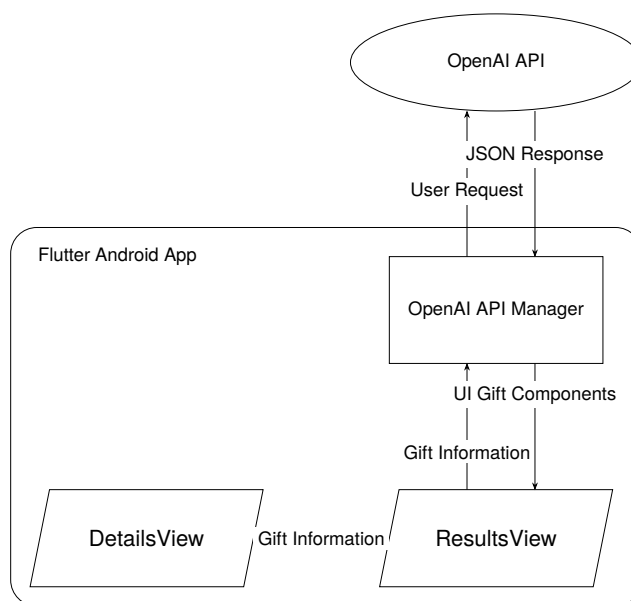 OpenAI API
JSON Response
User Request
Flutter Android App
OpenAI API Manager
UI Gift Components
Gift Information
DetailsView
Gift Information
ResultsView